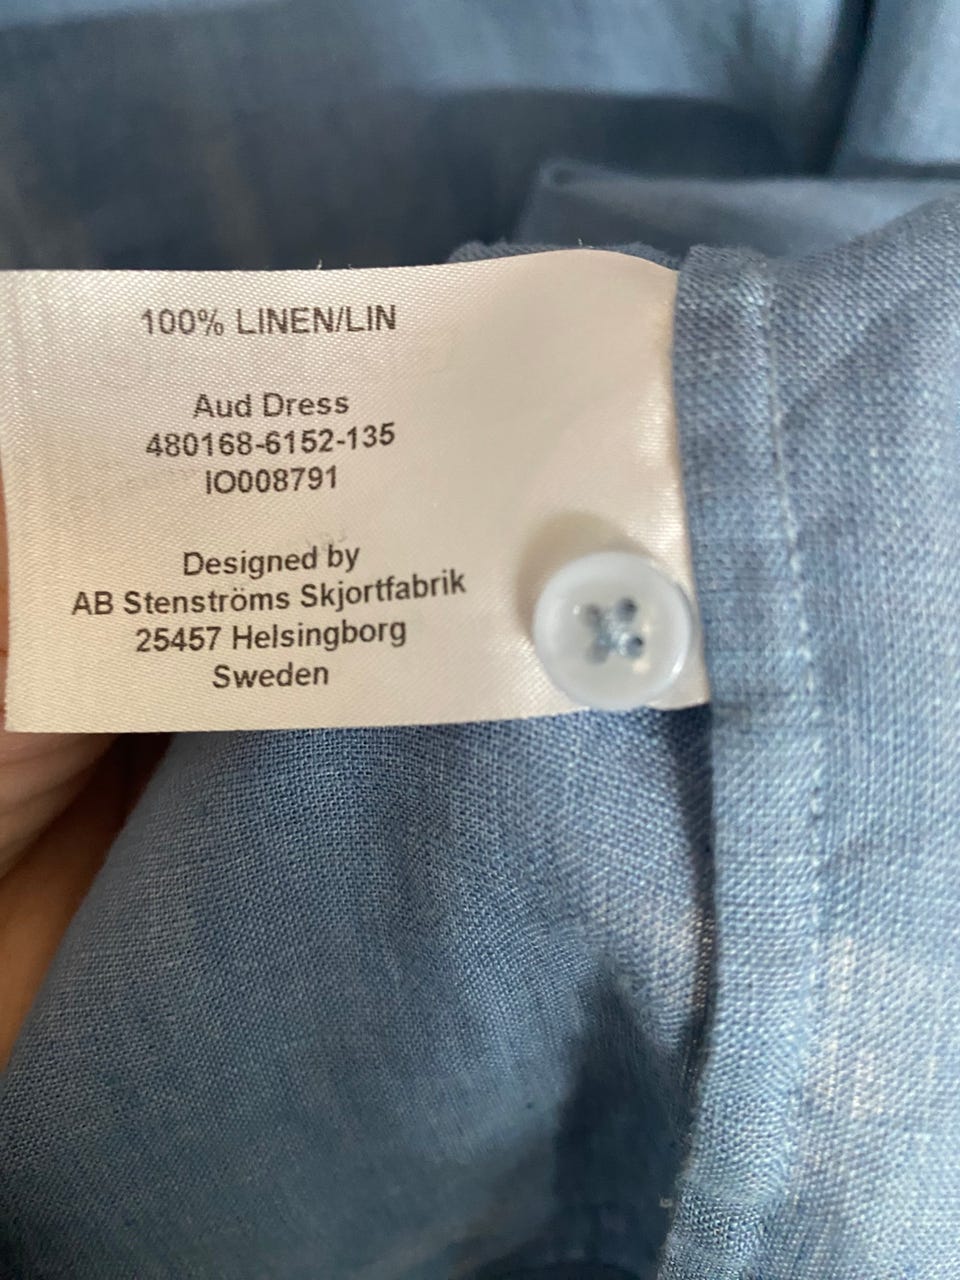 100% LINEN/LIN
Aud Dress
480168-6152-135
IO008791
Designed by
AB Stenströms Skjortfabrik
25457 Helsingborg
Sweden